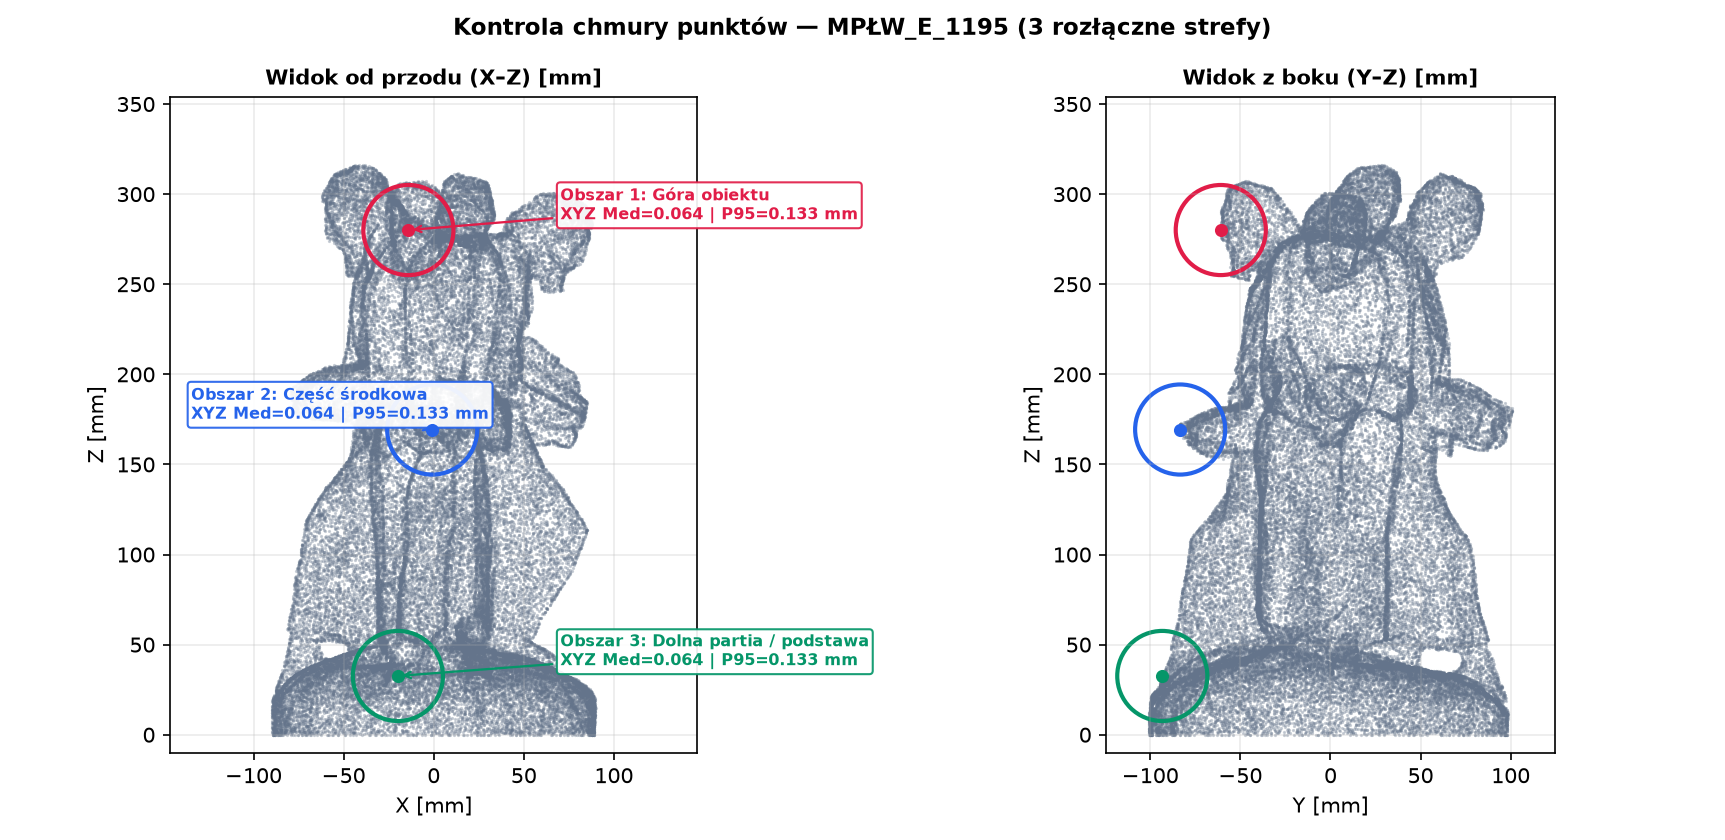 Kontrola chmury punktów — MPŁW_E_1195 (3 rozłączne strefy)
Widok od przodu (X–Z) [mm]
350
300
250
200
150
100
50
0
Z [mm]
−100
−50
0
50
100
X [mm]
Obszar 1: Góra obiektu
XYZ Med=0.064 | P95=0.133 mm
Obszar 2: Część środkowa
XYZ Med=0.064 | P95=0.133 mm
Obszar 3: Dolna partia / podstawa
XYZ Med=0.064 | P95=0.133 mm
Widok z boku (Y–Z) [mm]
350
300
250
200
150
100
50
0
Z [mm]
−100
−50
0
50
100
Y [mm]